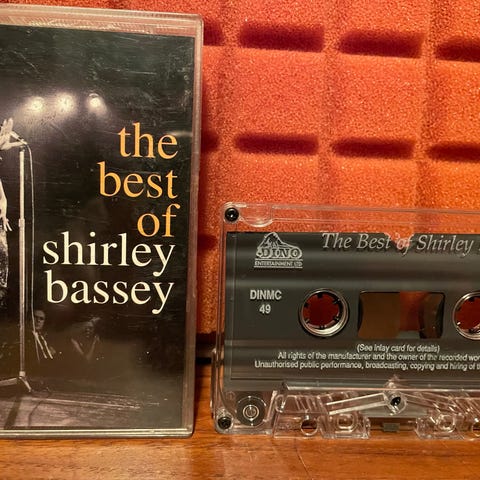 the
best
of
shirley
bassey
DINO
ENTERTAINMENT LTD
The Best of Shirley
DINMC
49
(See inlay card for details)
All rights of the manufacturer and the owner of the recorded wor
Unauthorised public performance, broadcasting, copying and hiring of t